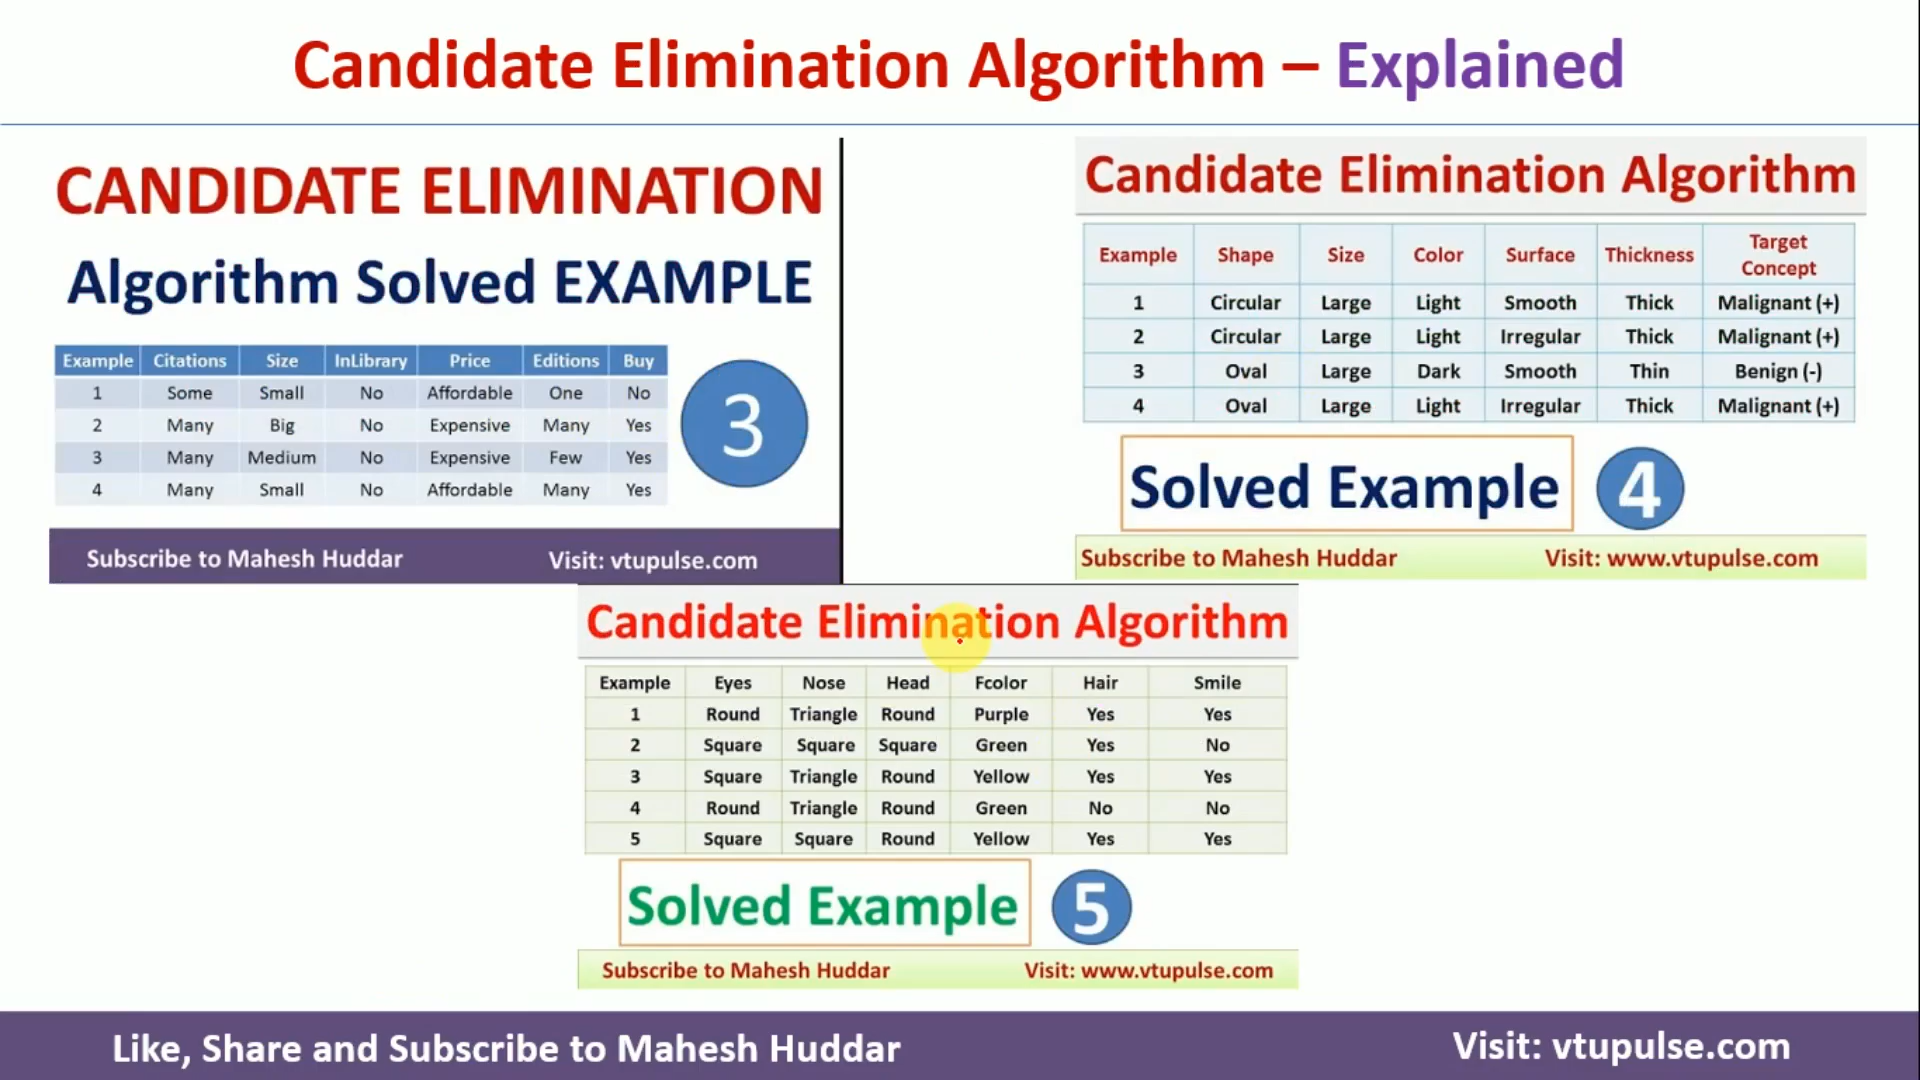 Candidate Elimination Algorithm – Explained
CANDIDATE ELIMINATION
Algorithm Solved EXAMPLE
Example Citations Size InLibrary Price Editions Buy
1 Some Small No Affordable One No
2 Many Big No Expensive Many Yes
3 Many Medium No Expensive Few Yes
4 Many Small No Affordable Many Yes
3
Subscribe to Mahesh Huddar Visit: vtupulse.com
Candidate Elimination Algorithm
Example Shape Size Color Surface Thickness Target Concept
1 Circular Large Light Smooth Thick Malignant (+)
2 Circular Large Light Irregular Thick Malignant (+)
3 Oval Large Dark Smooth Thin Benign (-)
4 Oval Large Light Irregular Thick Malignant (+)
Solved Example 4
Subscribe to Mahesh Huddar Visit: www.vtupulse.com
Candidate Elimination Algorithm
Example Eyes Nose Head Fcolor Hair Smile
1 Round Triangle Round Purple Yes Yes
2 Square Square Square Green Yes No
3 Square Triangle Round Yellow Yes Yes
4 Round Triangle Round Green No No
5 Square Square Round Yellow Yes Yes
Solved Example 5
Subscribe to Mahesh Huddar Visit: www.vtupulse.com
Like, Share and Subscribe to Mahesh Huddar Visit: vtupulse.com